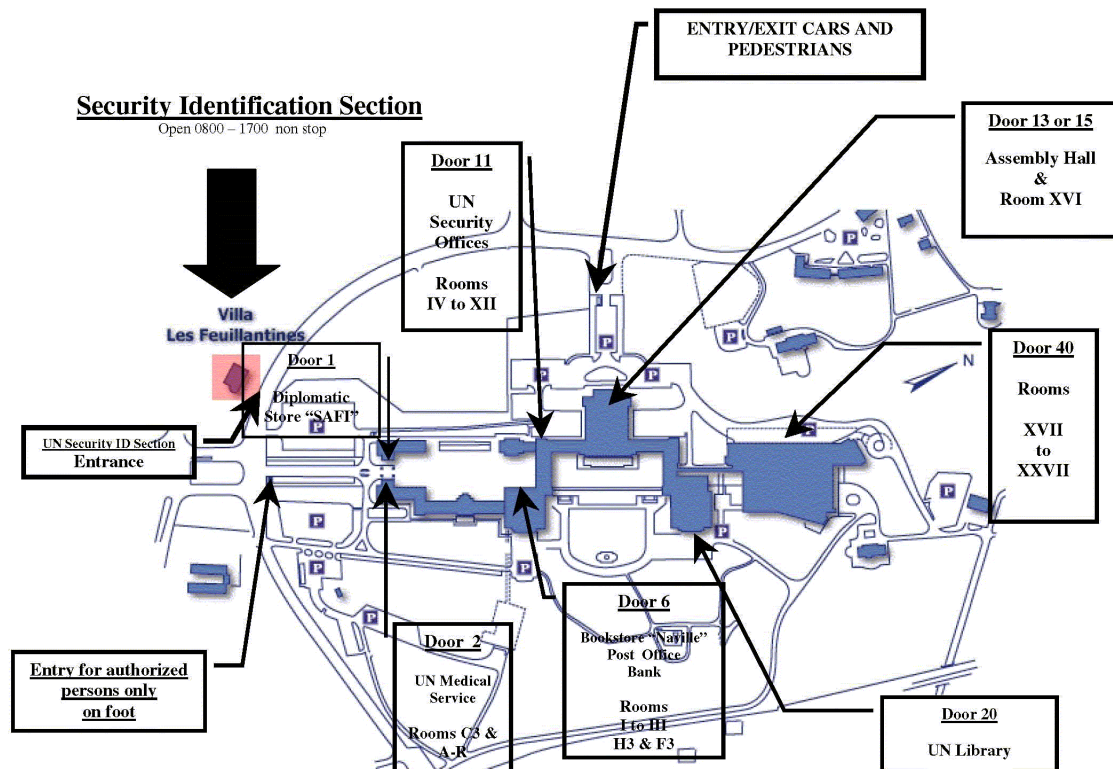 ENTRY/EXIT CARS AND
PEDESTRIANS
Security Identification Section
Open 0800 – 1700 non stop
Door 13 or 15
Assembly Hall
&
Room XVI
Door 11
UN
Security
Offices
Rooms
IV to XII
Villa
Les Feuillantines
Door 1
Diplomatic
Store "SAFI"
Door 40
Rooms
XVII
to
XXVII
N
UN Security ID Section
Entrance
P
P
P
P
P
P
P
P
P
P
P
P
P
Entry for authorized
persons only
on foot
Door 2
UN Medical
Service
Rooms C3 &
A-R
Door 6
Bookstore "Naville"
Post Office
Bank
Rooms
I to III
H3 & F3
Door 20
UN Library